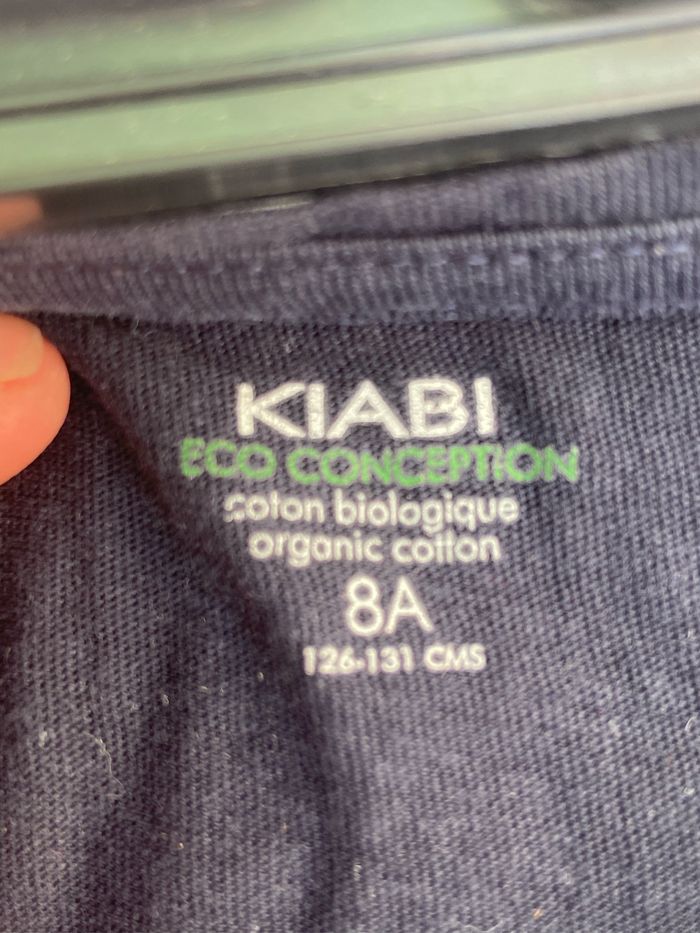 KIABI
ECO CONCEPTION
coton biologique
organic cotton
8A
126-131 CMS